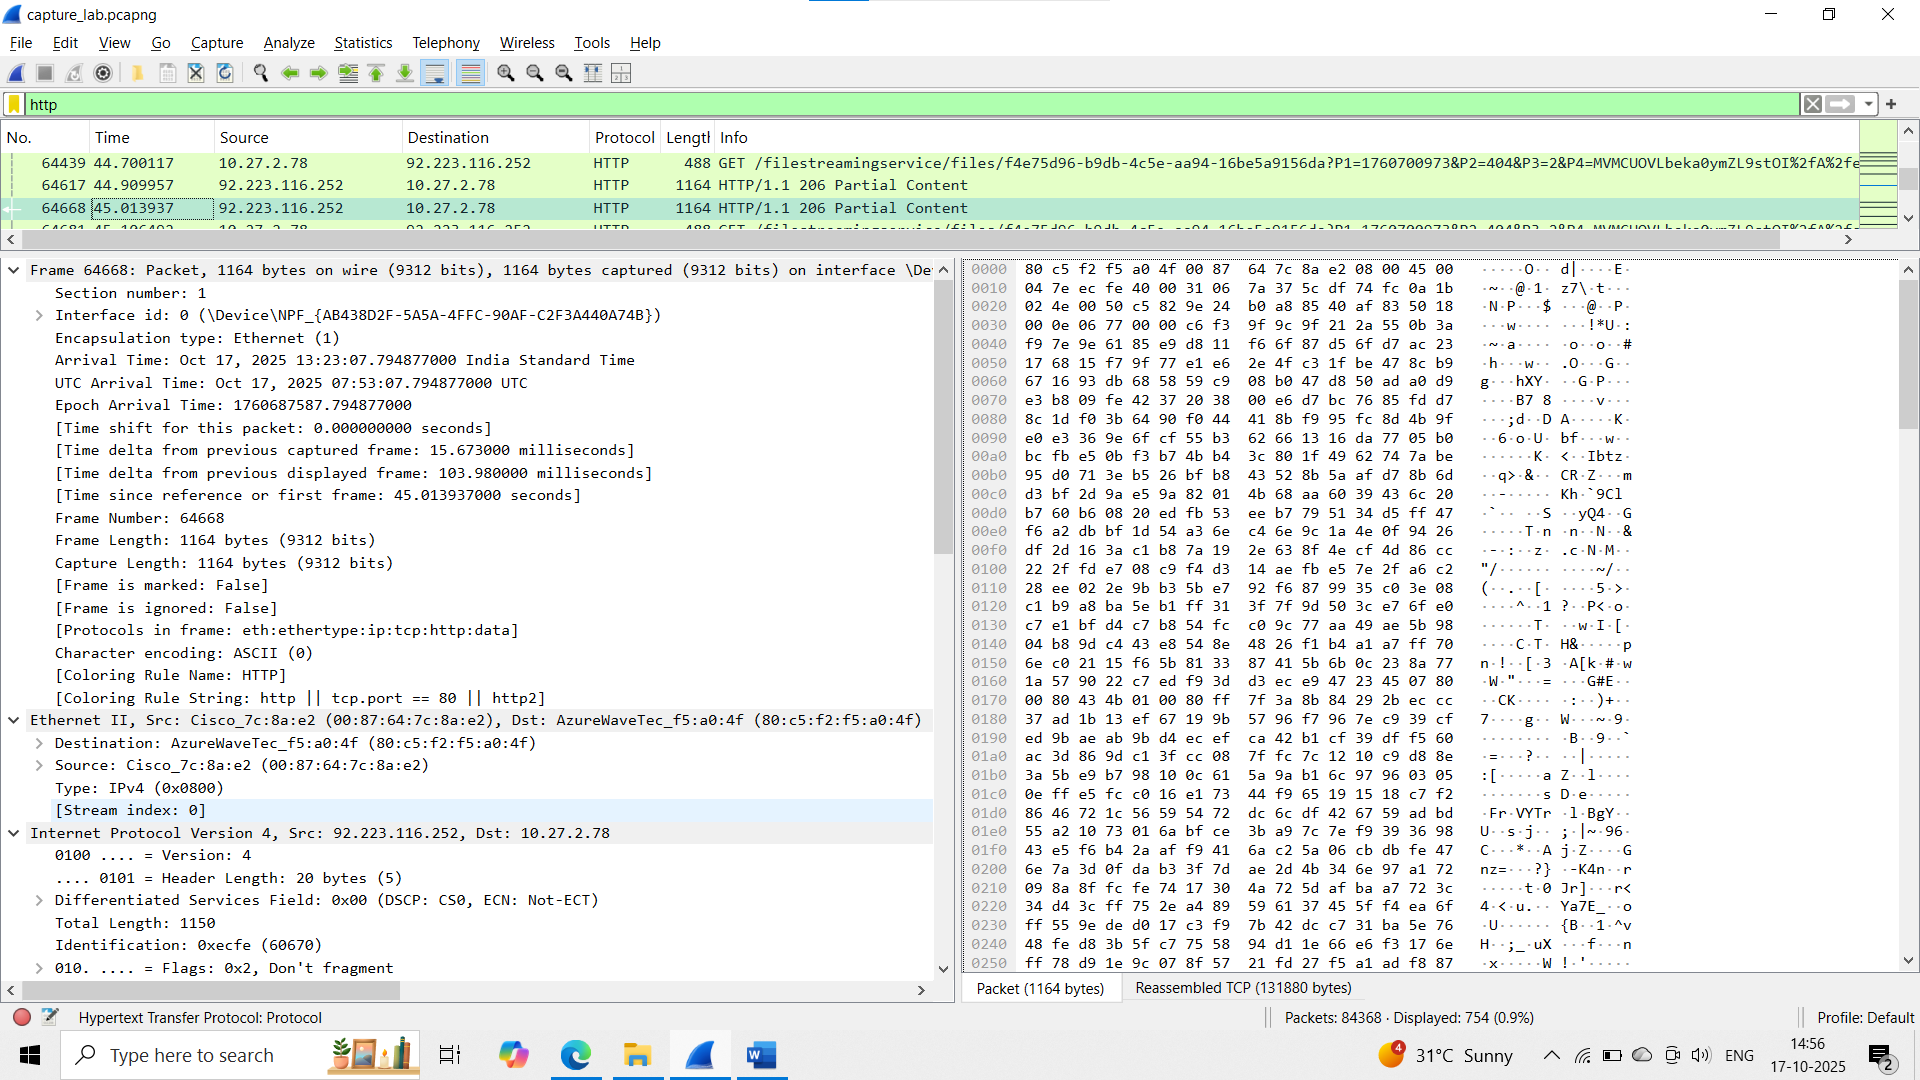 capture_lab.pcapng
File Edit View Go Capture Analyze Statistics Telephony Wireless Tools Help
http
No. Time Source Destination Protocol Length Info
64439 44.700117 10.27.2.78 92.223.116.252 HTTP 488 GET /filestreamingservice/files/f4e75d96-b9db-4c5e-aa94-16be5a9156da?P1=1760700973&P2=404&P3=2&P4=MVMCUOVLbeka0ymZL9stOI%2fA%2fe
64617 44.909957 92.223.116.252 10.27.2.78 HTTP 1164 HTTP/1.1 206 Partial Content
64668 45.013937 92.223.116.252 10.27.2.78 HTTP 1164 HTTP/1.1 206 Partial Content
Frame 64668: Packet, 1164 bytes on wire (9312 bits), 1164 bytes captured (9312 bits) on interface \De
Section number: 1
Interface id: 0 (\Device\NPF_{AB438D2F-5A5A-4FFC-90AF-C2F3A440A74B})
Encapsulation type: Ethernet (1)
Arrival Time: Oct 17, 2025 13:23:07.794877000 India Standard Time
UTC Arrival Time: Oct 17, 2025 07:53:07.794877000 UTC
Epoch Arrival Time: 1760687587.794877000
[Time shift for this packet: 0.000000000 seconds]
[Time delta from previous captured frame: 15.673000 milliseconds]
[Time delta from previous displayed frame: 103.980000 milliseconds]
[Time since reference or first frame: 45.013937000 seconds]
Frame Number: 64668
Frame Length: 1164 bytes (9312 bits)
Capture Length: 1164 bytes (9312 bits)
[Frame is marked: False]
[Frame is ignored: False]
[Protocols in frame: eth:ethertype:ip:tcp:http:data]
Character encoding: ASCII (0)
[Coloring Rule Name: HTTP]
[Coloring Rule String: http || tcp.port == 80 || http2]
Ethernet II, Src: Cisco_7c:8a:e2 (00:87:64:7c:8a:e2), Dst: AzureWaveTec_f5:a0:4f (80:c5:f2:f5:a0:4f)
Destination: AzureWaveTec_f5:a0:4f (80:c5:f2:f5:a0:4f)
Source: Cisco_7c:8a:e2 (00:87:64:7c:8a:e2)
Type: IPv4 (0x0800)
[Stream index: 0]
Internet Protocol Version 4, Src: 92.223.116.252, Dst: 10.27.2.78
0100 .... = Version: 4
.... 0101 = Header Length: 20 bytes (5)
Differentiated Services Field: 0x00 (DSCP: CS0, ECN: Not-ECT)
Total Length: 1150
Identification: 0xecfe (60670)
010. .... = Flags: 0x2, Don't fragment
0000 80 c5 f2 f5 a0 4f 00 87 64 7c 8a e2 08 00 45 00
0010 04 7e ec fe 40 00 31 06 7a 37 5c df 74 fc 0a 1b
0020 02 4e 00 50 c5 82 9e 24 b0 a8 85 40 af 83 50 18
0030 00 0e 06 77 00 00 c6 f3 9f 9c 9f 21 2a 55 0b 3a
0040 f9 7e 9e 61 85 e9 d8 11 f6 6f 87 d5 6f d7 ac 23
0050 17 68 15 f7 9f 77 e1 e6 2e 4f c3 1f be 47 8c b9
0060 67 16 93 db 68 58 59 c9 08 b0 47 d8 50 ad a0 d9
0070 e3 b8 09 fe 42 37 20 38 00 e6 d7 bc 76 85 fd d7
0080 8c 1d f0 3b 64 90 f0 44 41 8b f9 95 fc 8d 4b 9f
0090 e0 e3 36 9e 6f cf 55 b3 62 66 13 16 da 77 05 b0
00a0 bc fb e5 0b f3 b7 4b b4 3c 80 1f 49 62 74 7a be
00b0 95 d0 71 3e b5 26 bf b8 43 52 8b 5a af d7 8b 6d
00c0 d3 bf 2d 9a e5 9a 82 01 4b 68 aa 60 39 43 6c 20
00d0 b7 60 b6 08 20 ed fb 53 ee b7 79 51 34 d5 ff 47
00e0 f6 a2 db bf 1d 54 a3 6e c4 6e 9c 1a 4e 0f 94 26
00f0 df 2d 16 3a c1 b8 7a 19 2e 63 8f 4e cf 4d 86 cc
0100 22 2f fd e7 08 c9 f4 d3 14 ae fb e5 7e 2f a6 c2
0110 28 ee 02 2e 9b b3 5b e7 92 f6 87 99 35 c0 3e 08
0120 c1 b9 a8 ba 5e b1 ff 31 3f 7f 9d 50 3c e7 6f e0
0130 c7 e1 bf d4 c7 b8 54 fc c0 9c 77 aa 49 ae 5b 98
0140 04 b8 9d c4 43 e8 54 8e 48 26 f1 b4 a1 a7 ff 70
0150 6e c0 21 15 f6 5b 81 33 87 41 5b 6b 0c 23 8a 77
0160 1a 57 90 22 c7 ed f9 3d d3 ec e9 47 23 45 07 80
0170 00 80 43 4b 01 00 80 ff 7f 3a 8b 84 29 2b ec cc
0180 37 ad 1b 13 ef 67 19 9b 57 96 f7 96 7e c9 39 cf
0190 ed 9b ae ab 9b d4 ec ef ca 42 b1 cf 39 df f5 60
01a0 ac 3d 86 9d c1 3f cc 08 7f fc 7c 12 10 c9 d8 8e
01b0 3a 5b e9 b7 98 10 0c 61 5a 9a b1 6c 97 96 03 05
01c0 0e ff e5 fc c0 16 e1 73 44 f9 65 19 15 18 c7 f2
01d0 86 46 72 1c 56 59 54 72 dc 6c df 42 67 59 ad bd
01e0 55 a2 10 73 01 6a bf ce 3b a9 7c 7e f9 39 36 98
01f0 43 e5 f6 b4 2a af f9 41 6a c2 5a 06 cb db fe 47
0200 6e 7a 3d 0f da b3 3f 7d ae 2d 4b 34 6e 97 a1 72
0210 09 8a 8f fc fe 74 17 30 4a 72 5d af ba a7 72 3c
0220 34 d4 3c ff 75 2e a4 89 59 61 37 45 5f f4 ea 6f
0230 ff 55 9e de d0 17 c3 f9 7b 42 dc c7 31 ba 5e 76
0240 48 fe d8 3b 5f c7 75 58 94 d1 1e 66 e6 f3 17 6e
0250 ff 78 d9 1e 9c 07 8f 57 21 fd 27 f5 a1 ad f8 87
Packet (1164 bytes) Reassembled TCP (131880 bytes)
Hypertext Transfer Protocol: Protocol
Packets: 84368 · Displayed: 754 (0.9%)
Profile: Default
Type here to search
4
31°C Sunny
ENG
14:56
17-10-2025
2